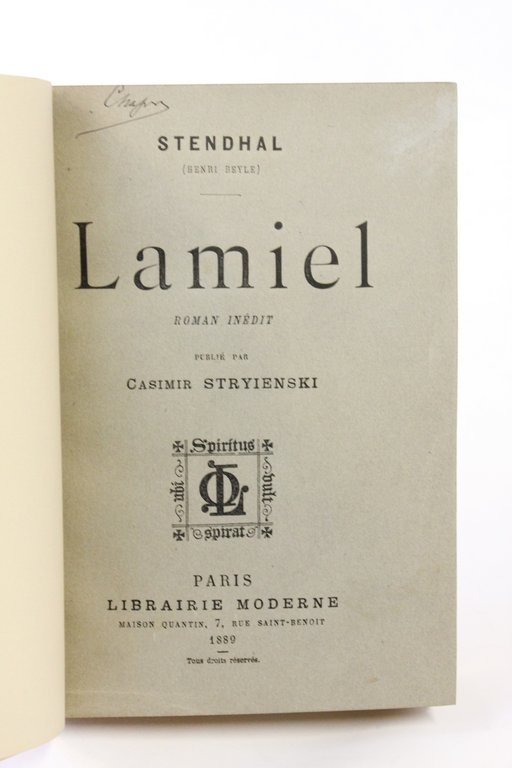 STENDHAL
(HENRI BEYLE)
Lamiel
ROMAN INÉDIT
PUBLIÉ PAR
CASIMIR STRYIENSKI
Spiritus
ubi
vult
spirat
PARIS
LIBRAIRIE MODERNE
MAISON QUANTIN, 7, RUE SAINT-BENOIT
1889
Tous droits réservés.